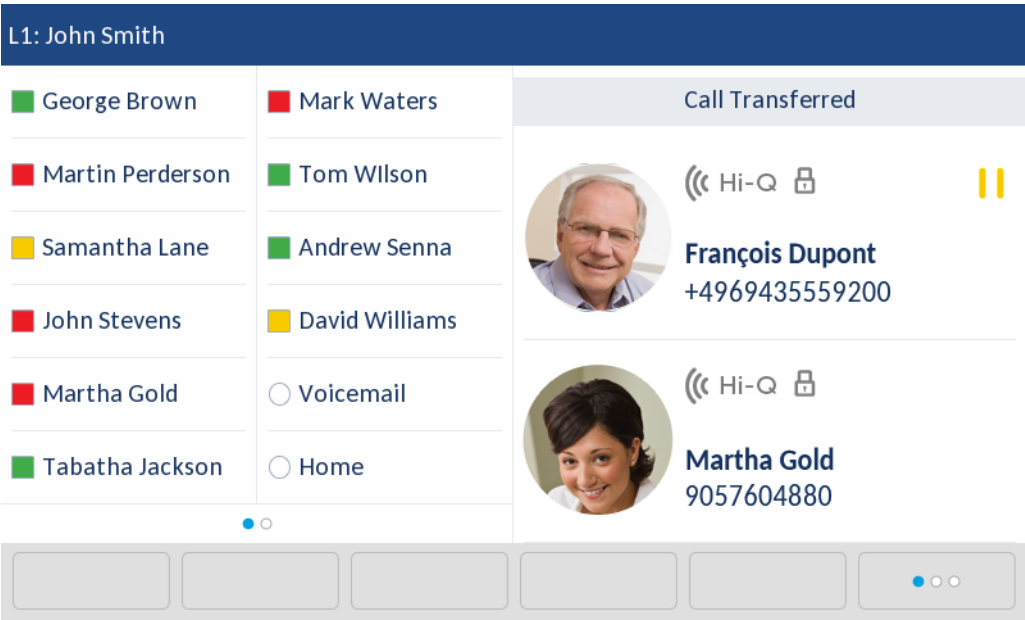 L1: John Smith
George Brown
Martin Perderson
Samantha Lane
John Stevens
Martha Gold
Tabatha Jackson
Mark Waters
Tom WIlson
Andrew Senna
David Williams
Voicemail
Home
Call Transferred
Hi-Q
François Dupont
+4969435559200
Hi-Q
Martha Gold
9057604880